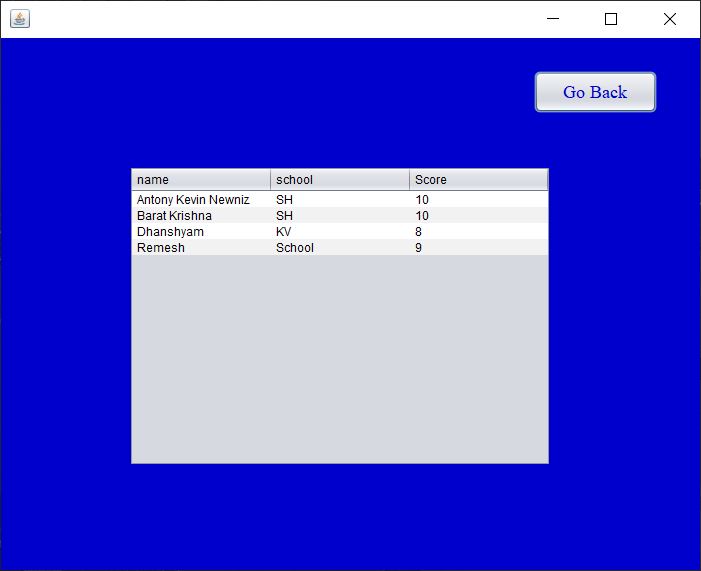 Go Back
name school Score
Antony Kevin Newniz SH 10
Barat Krishna SH 10
Dhanshyam KV 8
Remesh School 9